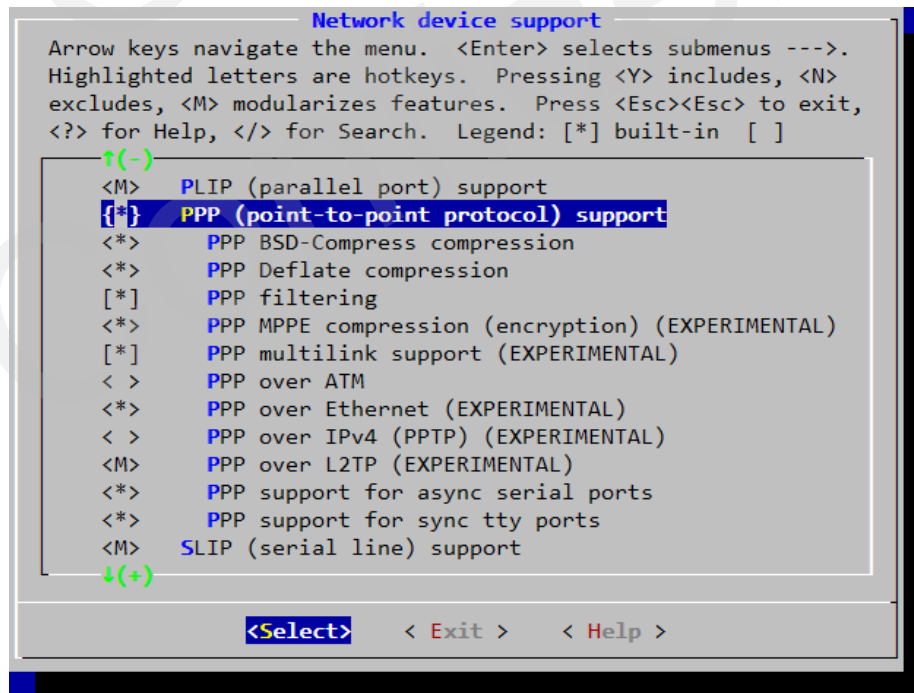 Network device support
Arrow keys navigate the menu.  <Enter> selects submenus --->.
Highlighted letters are hotkeys.  Pressing <Y> includes, <N>
excludes, <M> modularizes features.  Press <Esc><Esc> to exit,
<?> for Help, </> for Search.  Legend: [*] built-in  [ ]
↑(-)
<M>   PLIP (parallel port) support
{*}   PPP (point-to-point protocol) support
<*>     PPP BSD-Compress compression
<*>     PPP Deflate compression
[*]     PPP filtering
<*>     PPP MPPE compression (encryption) (EXPERIMENTAL)
[*]     PPP multilink support (EXPERIMENTAL)
< >     PPP over ATM
<*>     PPP over Ethernet (EXPERIMENTAL)
< >     PPP over IPv4 (PPTP) (EXPERIMENTAL)
<M>     PPP over L2TP (EXPERIMENTAL)
<*>     PPP support for async serial ports
<*>     PPP support for sync tty ports
<M>   SLIP (serial line) support
↓(+)
<Select>    < Exit >    < Help >